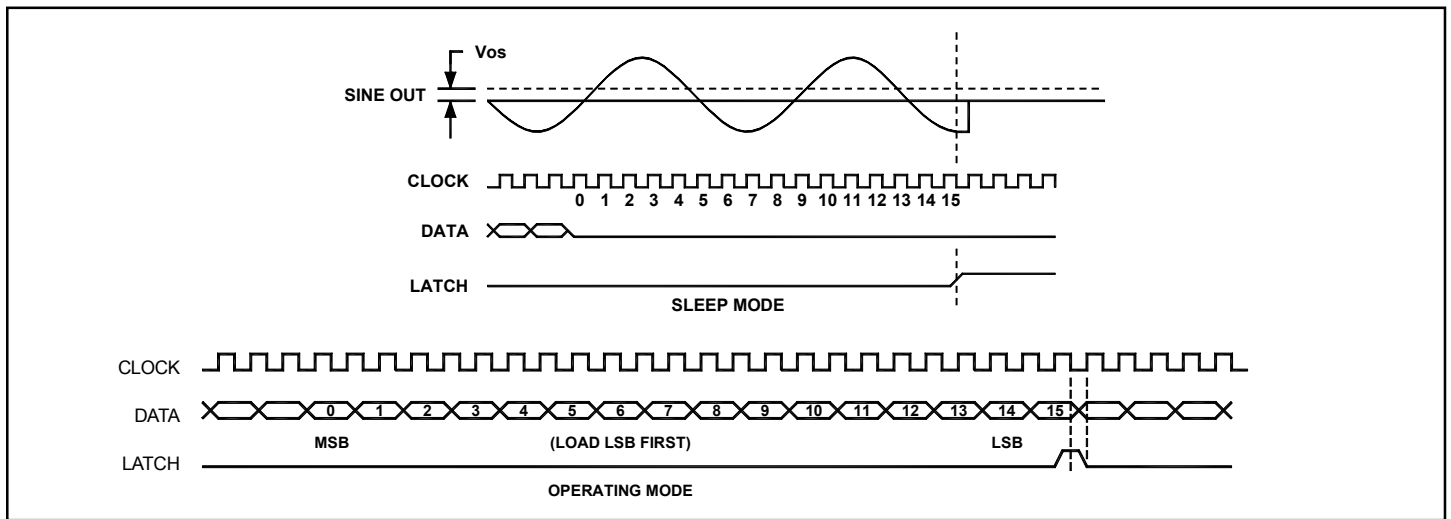 Vos
SINE OUT
CLOCK
0 1 2 3 4 5 6 7 8 9 10 11 12 13 14 15
DATA
LATCH
SLEEP MODE
CLOCK
DATA
0 1 2 3 4 5 6 7 8 9 10 11 12 13 14 15
MSB (LOAD LSB FIRST) LSB
LATCH
OPERATING MODE